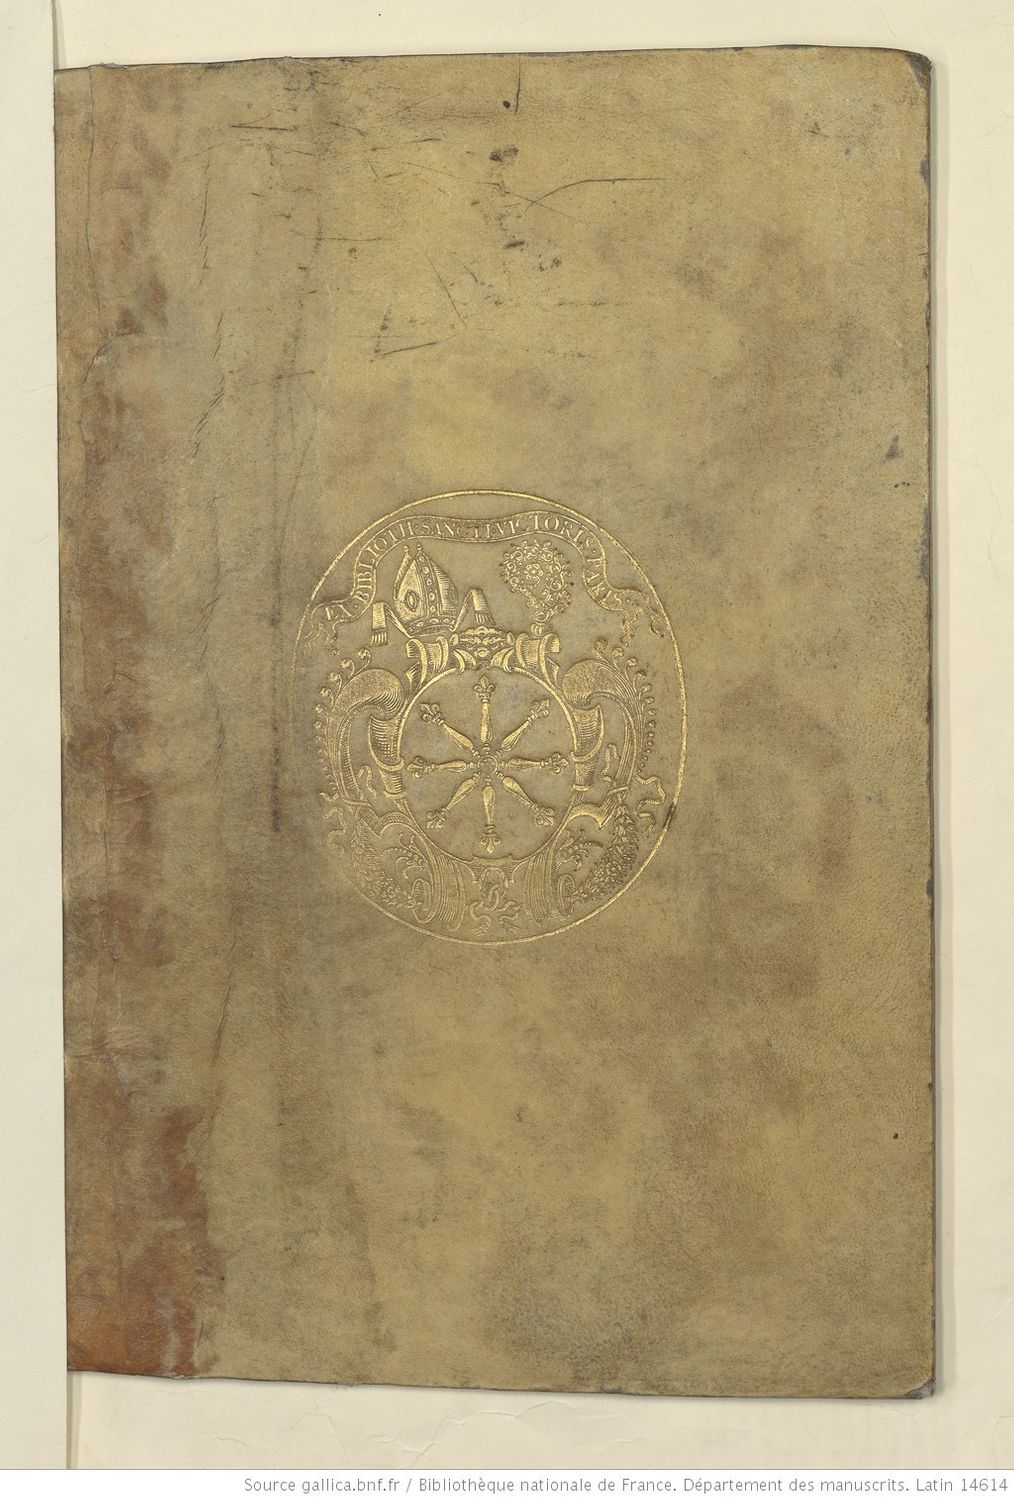 EX · BIBLIOTH · SANCTI · VICTORIS · PARIS
Source gallica.bnf.fr / Bibliothèque nationale de France. Département des manuscrits. Latin 14614